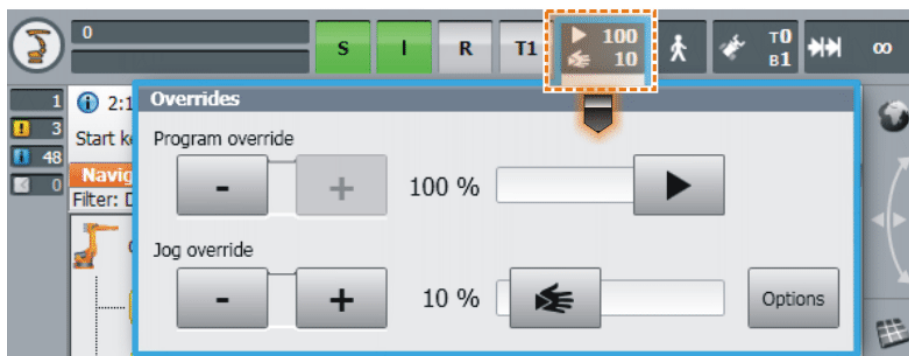 0
S I R T1 100 10 T0 B1 ∞
1
3
48
0
2:1
Start k
Navig
Filter: D
Overrides
Program override
- + 100 %
Jog override
- + 10 % Options